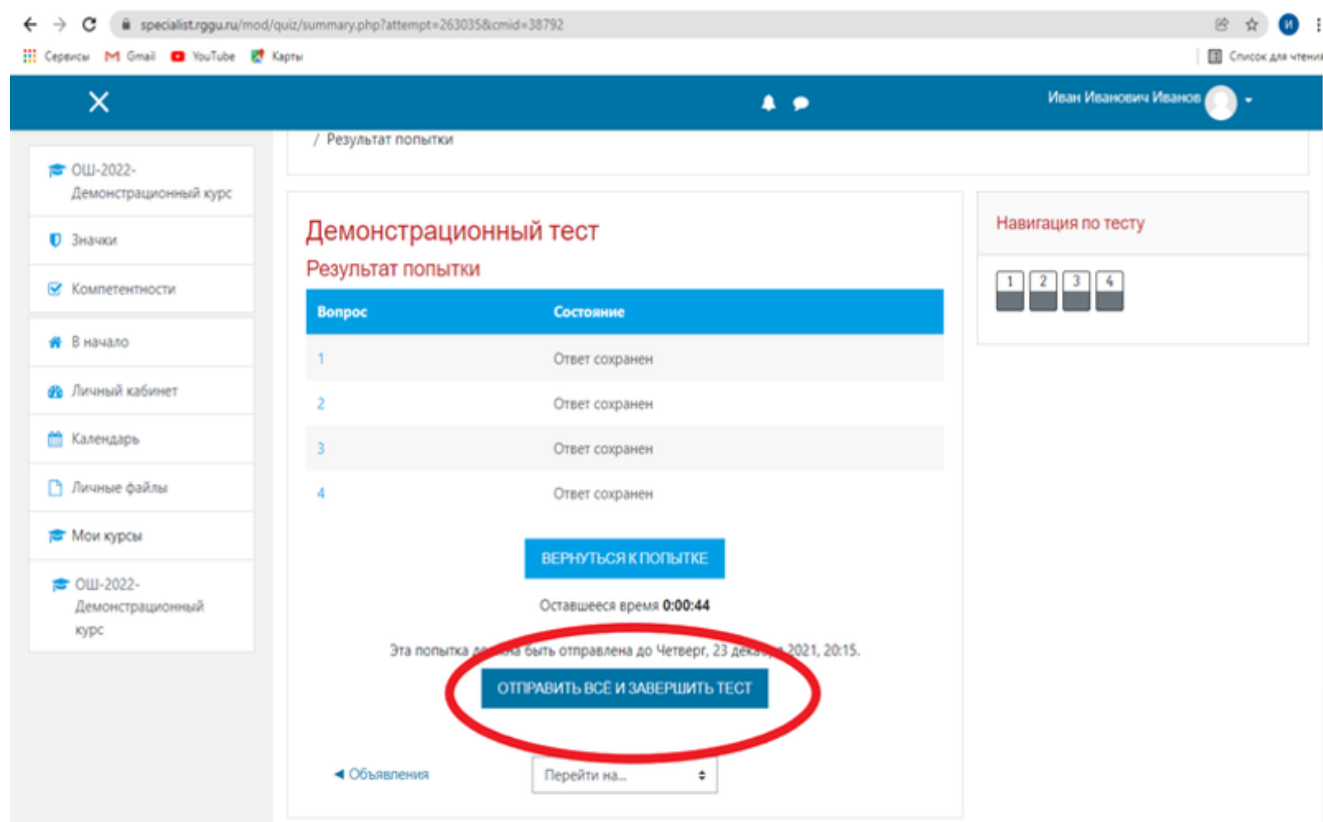 specialist.rggu.ru/mod/quiz/summary.php?attempt=263035&cmid=38792
И
Сервисы Gmail YouTube Карты Список для чтения
Иван Иванович Иванов
/ Результат попытки
ОШ-2022-
Демонстрационный курс
Значки
Компетентности
В начало
Личный кабинет
Календарь
Личные файлы
Мои курсы
ОШ-2022-
Демонстрационный
курс
Демонстрационный тест
Результат попытки
Вопрос Состояние
1 Ответ сохранен
2 Ответ сохранен
3 Ответ сохранен
4 Ответ сохранен
ВЕРНУТЬСЯ К ПОПЫТКЕ
Оставшееся время 0:00:44
Эта попытка должна быть отправлена до Четверг, 23 декабря 2021, 20:15.
ОТПРАВИТЬ ВСЁ И ЗАВЕРШИТЬ ТЕСТ
◄ Объявления
Перейти на...
Навигация по тесту
1 2 3 4